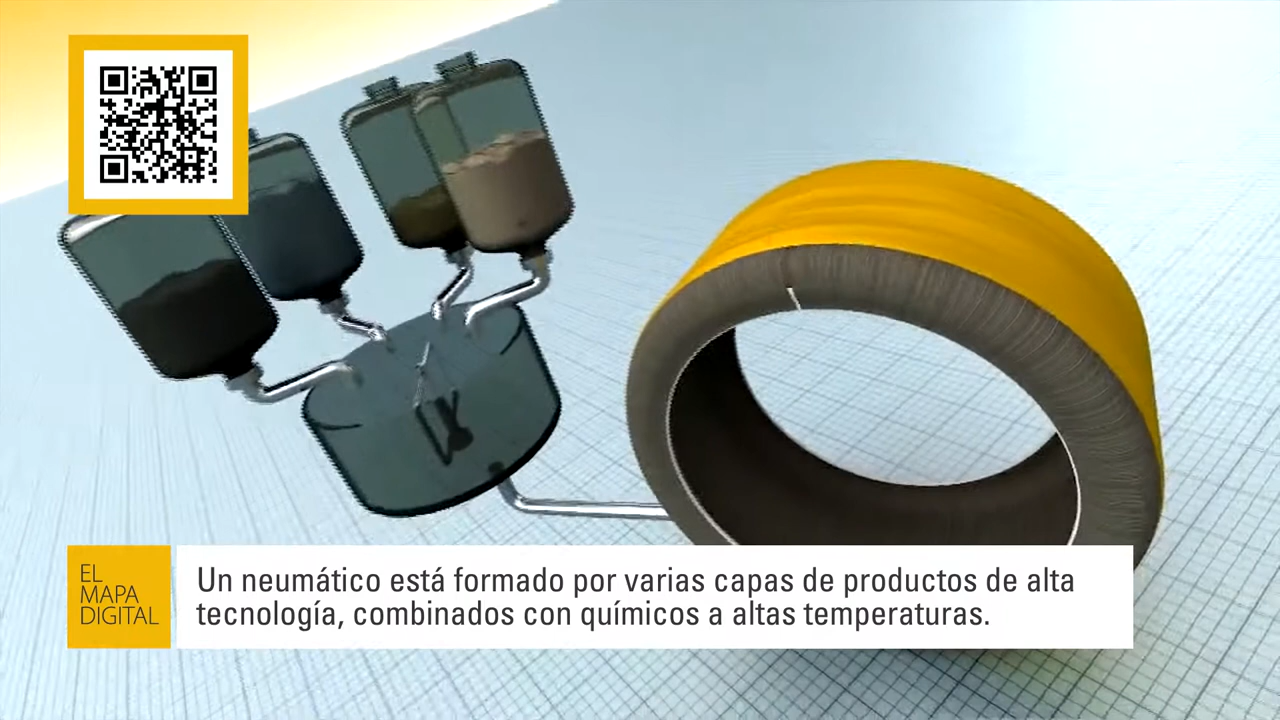 EL
MAPA
DIGITAL
Un neumático está formado por varias capas de productos de alta
tecnología, combinados con químicos a altas temperaturas.